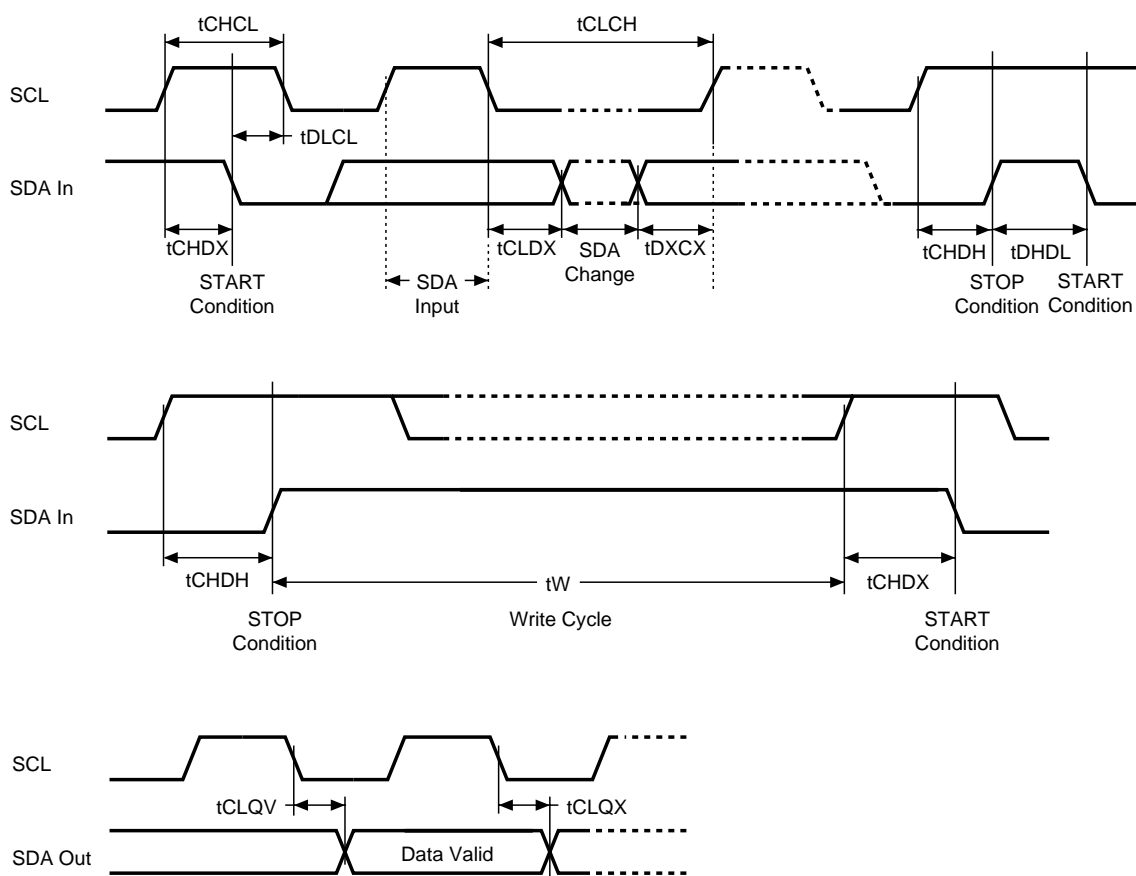 tCHCL
tCLCH
SCL
tDLCL
SDA In
tCHDX
tCLDX
SDA
Change
tDXCX
tCHDH
tDHDL
START
Condition
SDA
Input
STOP
Condition
START
Condition
SCL
SDA In
tCHDH
tW
tCHDX
STOP
Condition
Write Cycle
START
Condition
SCL
tCLQV
tCLQX
SDA Out
Data Valid